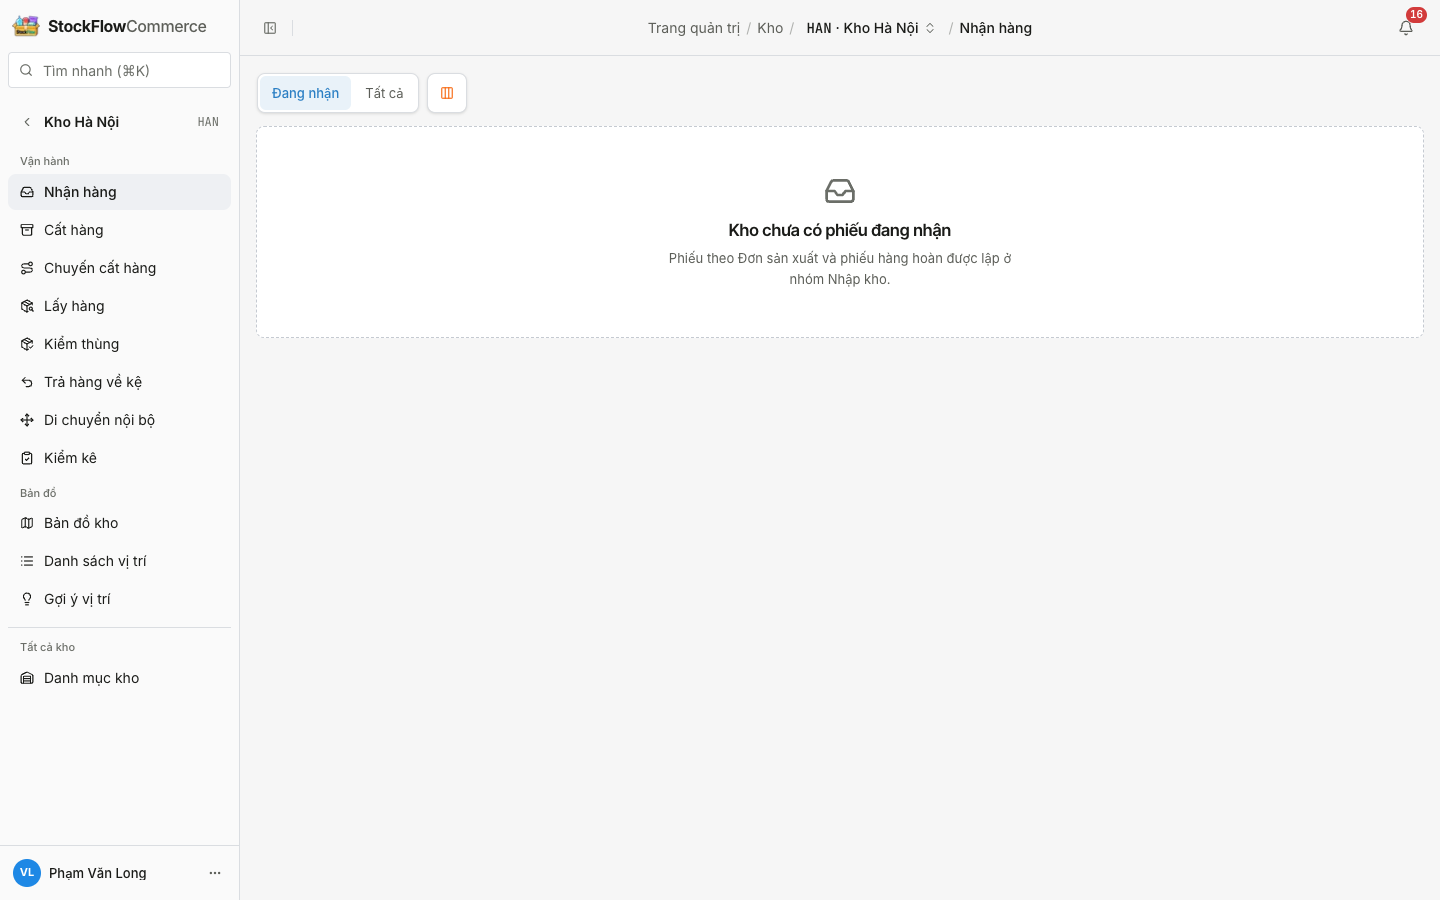 StockFlowCommerce
Tìm nhanh (⌘K)
Kho Hà Nội HAN
Vận hành
Nhận hàng
Cất hàng
Chuyến cất hàng
Lấy hàng
Kiểm thùng
Trả hàng về kệ
Di chuyển nội bộ
Kiểm kê
Bản đồ
Bản đồ kho
Danh sách vị trí
Gợi ý vị trí
Tất cả kho
Danh mục kho
VL Phạm Văn Long
Trang quản trị / Kho / HAN · Kho Hà Nội / Nhận hàng
16
Đang nhận Tất cả
Kho chưa có phiếu đang nhận
Phiếu theo Đơn sản xuất và phiếu hàng hoàn được lập ở
nhóm Nhập kho.